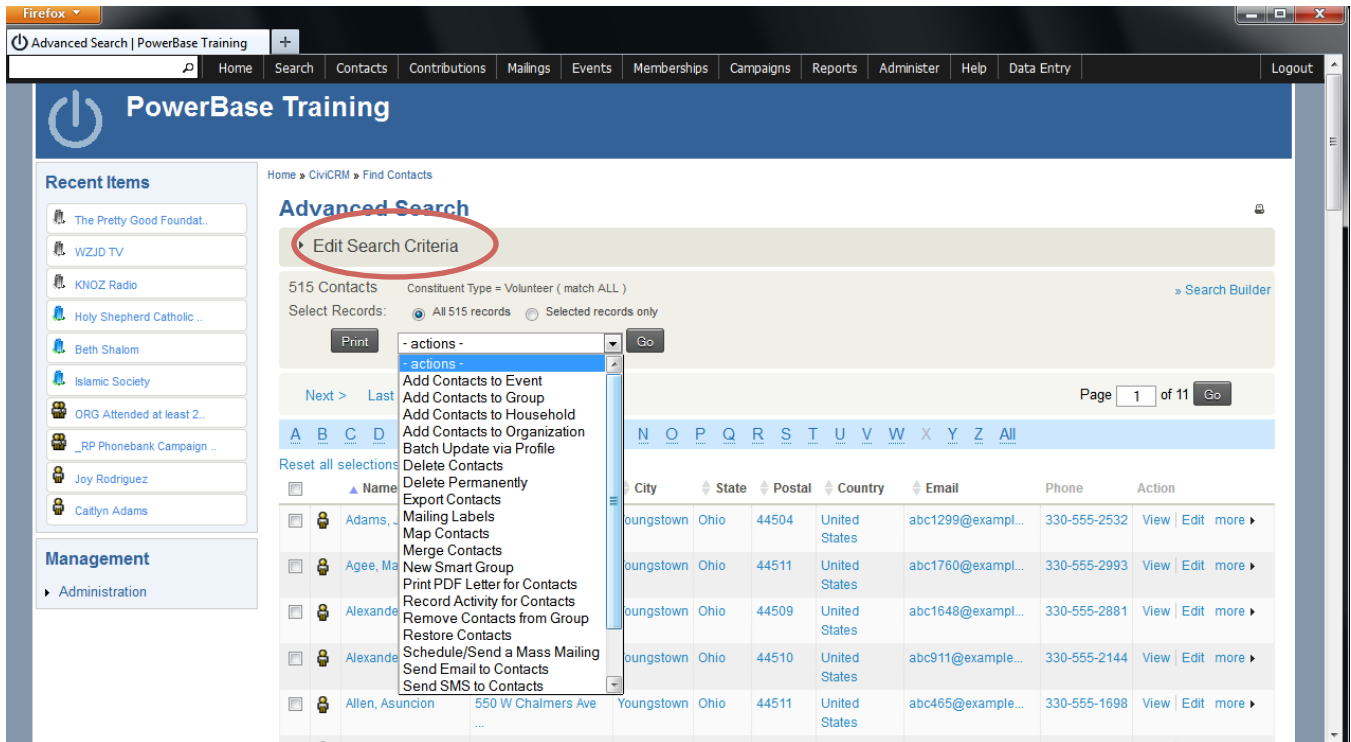 Firefox
Advanced Search | PowerBase Training
Home Search Contacts Contributions Mailings Events Memberships Campaigns Reports Administer Help Data Entry Logout
PowerBase Training
Recent Items
The Pretty Good Foundat..
WZJD TV
KNOZ Radio
Holy Shepherd Catholic ..
Beth Shalom
Islamic Society
ORG Attended at least 2..
_RP Phonebank Campaign ..
Joy Rodriguez
Caitlyn Adams
Management
Administration
Home » CiviCRM » Find Contacts
Advanced Search
Edit Search Criteria
515 Contacts Constituent Type = Volunteer ( match ALL )
» Search Builder
Select Records: All 515 records Selected records only
Print - actions - Go
- actions -
Add Contacts to Event
Add Contacts to Group
Add Contacts to Household
Add Contacts to Organization
Batch Update via Profile
Delete Contacts
Delete Permanently
Export Contacts
Mailing Labels
Map Contacts
Merge Contacts
New Smart Group
Print PDF Letter for Contacts
Record Activity for Contacts
Remove Contacts from Group
Restore Contacts
Schedule/Send a Mass Mailing
Send Email to Contacts
Send SMS to Contacts
Next > Last Page 1 of 11 Go
A B C D N O P Q R S T U V W X Y Z All
Reset all selections
Name City State Postal Country Email Phone Action
Adams, J Youngstown Ohio 44504 United States abc1299@exampl... 330-555-2532 View Edit more
Agee, Ma Youngstown Ohio 44511 United States abc1760@exampl... 330-555-2993 View Edit more
Alexande Youngstown Ohio 44509 United States abc1648@exampl... 330-555-2881 View Edit more
Alexande Youngstown Ohio 44510 United States abc911@example... 330-555-2144 View Edit more
Allen, Asuncion 550 W Chalmers Ave ... Youngstown Ohio 44511 United States abc465@example... 330-555-1698 View Edit more